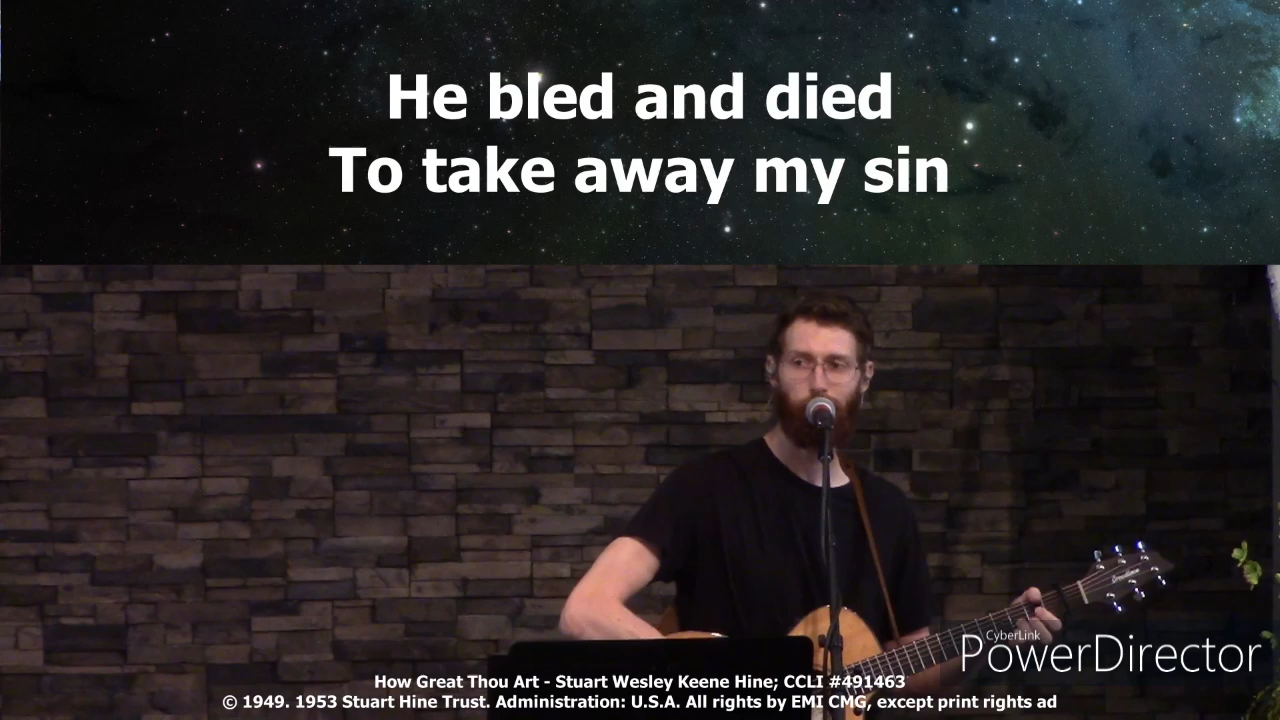 He bled and died
To take away my sin
CyberLink
PowerDirector
How Great Thou Art - Stuart Wesley Keene Hine; CCLI #491463
© 1949. 1953 Stuart Hine Trust. Administration: U.S.A. All rights by EMI CMG, except print rights ad